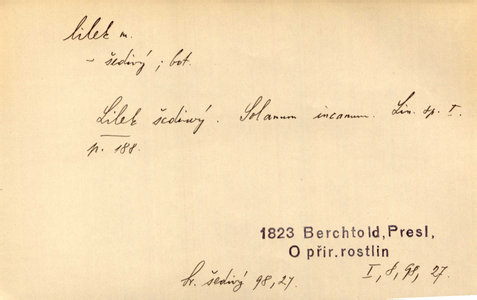 lilek m.
- šedivý; bot.
Lilek šedivý. Solanum incanum. Lin. sp. I.
p. 188.
1823 Berchtold, Presl,
O přir. rostlin
I, 8, 98, 27.
šedivý 98, 27.